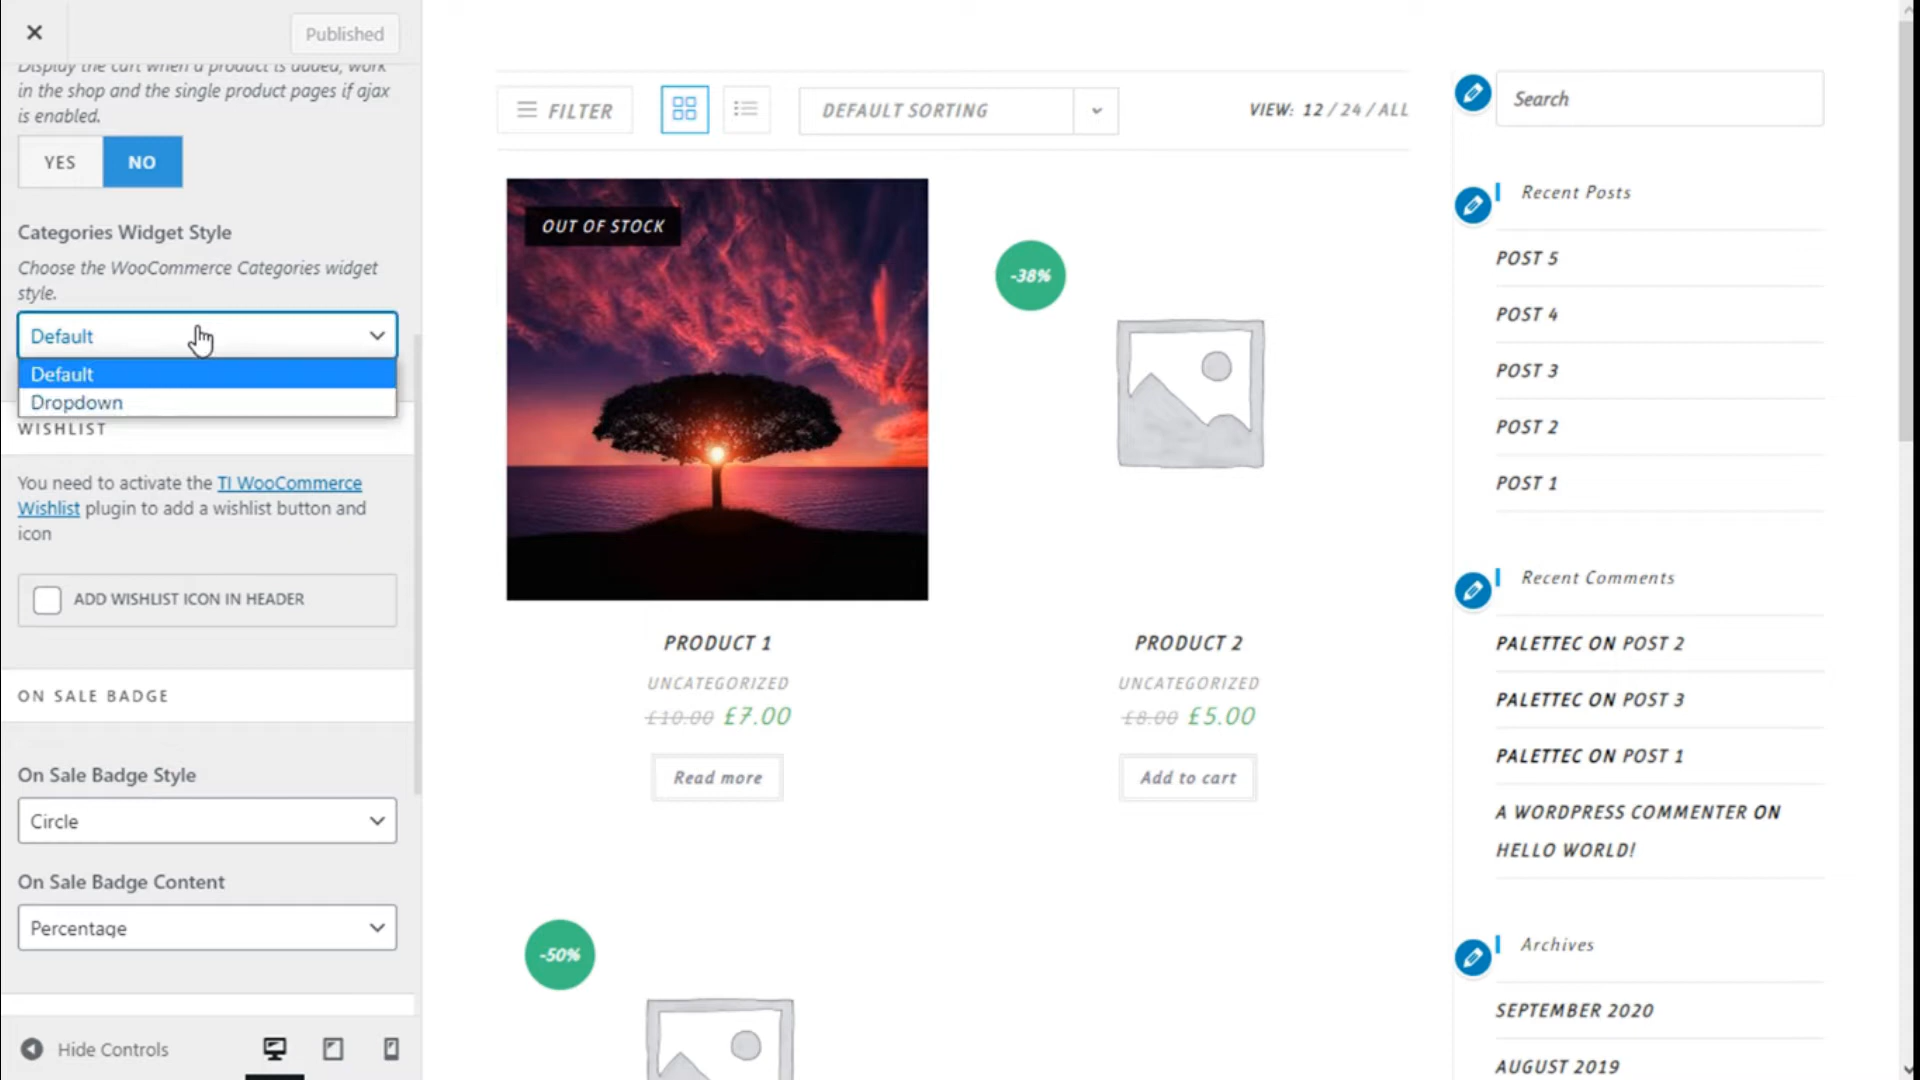 Published
Display the cart when a product is added, work
in the shop and the single product pages if ajax
is enabled.
YES
NO
Categories Widget Style
Choose the WooCommerce Categories widget
style.
Default
Default
Dropdown
WISHLIST
You need to activate the TI WooCommerce
Wishlist plugin to add a wishlist button and
icon
ADD WISHLIST ICON IN HEADER
ON SALE BADGE
On Sale Badge Style
Circle
On Sale Badge Content
Percentage
Hide Controls
FILTER
DEFAULT SORTING
VIEW: 12 / 24 / ALL
OUT OF STOCK
PRODUCT 1
UNCATEGORIZED
£10.00 £7.00
Read more
-38%
PRODUCT 2
UNCATEGORIZED
£8.00 £5.00
Add to cart
-50%
Search
Recent Posts
POST 5
POST 4
POST 3
POST 2
POST 1
Recent Comments
PALETTEC ON POST 2
PALETTEC ON POST 3
PALETTEC ON POST 1
A WORDPRESS COMMENTER ON
HELLO WORLD!
Archives
SEPTEMBER 2020
AUGUST 2019